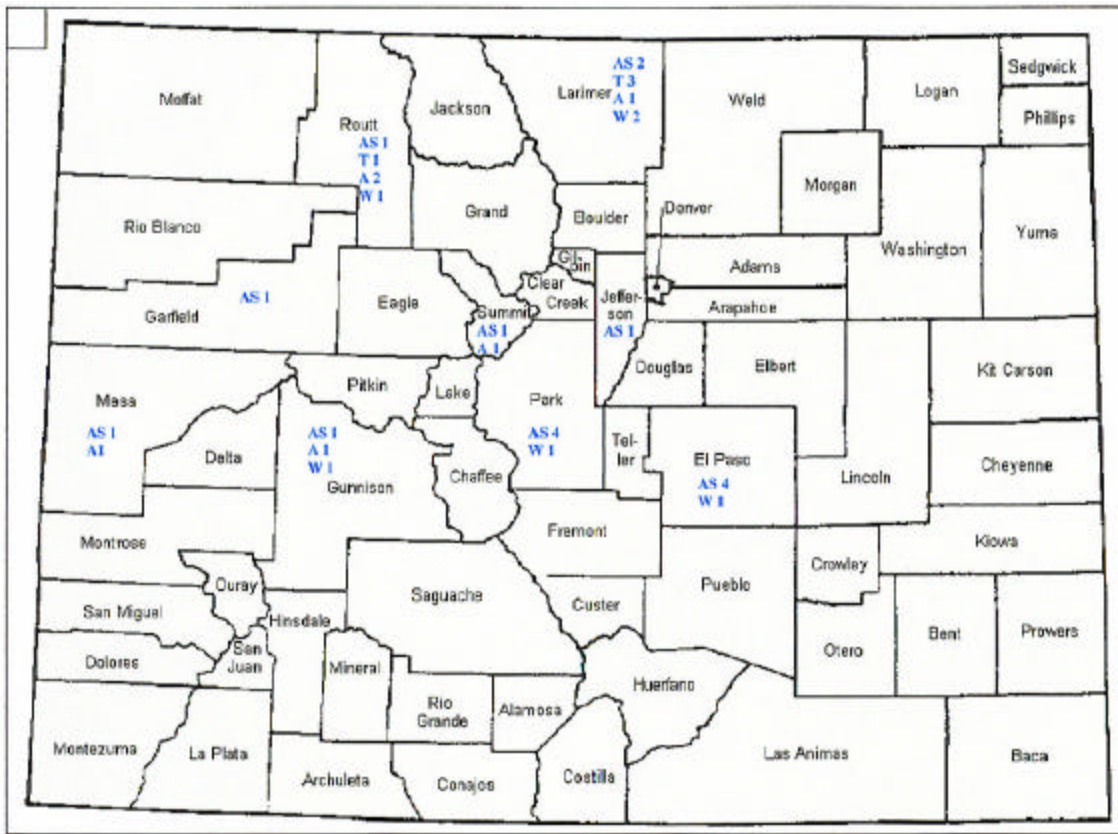 Sedgwick
AS 2
T 3
A 1
W 2
Larimer
Moffat
Weld
Logan
Jackson
Phillips
Routt
AS 1
T 1
A 2
W 1
Morgan
Grand
Boulder
Denver
Rio Blanco
Washington
Yuma
Gil-
pin
Adams
Clear
Creek
Eagle
AS 1
Garfield
Summit
AS 1
A 1
Jeffer-
son
AS 1
Arapahoe
Douglas
Elbert
Kit Carson
Pitkin
Lake
Park
AS 4
W 1
Mesa
AS 1
A1
Delta
AS 1
A 1
W 1
Gunnison
Chaffee
Tel-
ler
El Paso
AS 4
W 1
Lincoln
Cheyenne
Montrose
Fremont
Kiowa
Crowley
Ouray
Pueblo
Saguache
San Miguel
Hinsdale
Custer
Otero
Bent
Prowers
San
Juan
Dolores
Mineral
Huerfano
Rio
Grande
Alamosa
Montezuma
La Plata
Las Animas
Baca
Archuleta
Conejos
Costilla